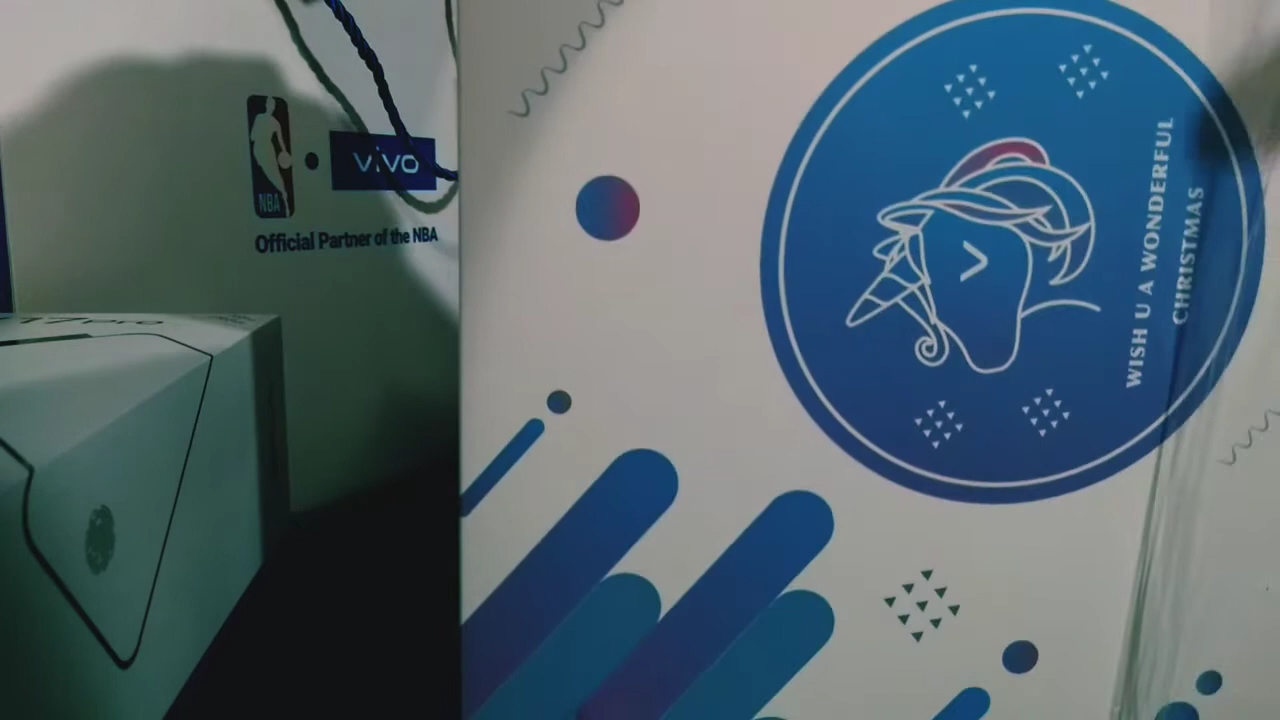 NBA
vivo
Official Partner of the NBA
WISH U A WONDERFUL
CHRISTMAS